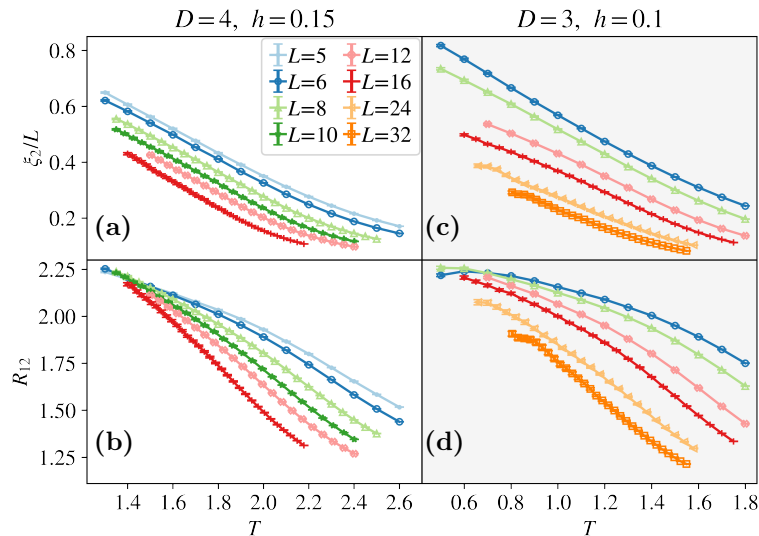 D=4, h=0.15
D=3, h=0.1
0.8
0.6
0.4
0.2
ξ₂/L
L=5
L=6
L=8
L=10
L=12
L=16
L=24
L=32
(a)
(c)
2.25
2.00
1.75
1.50
1.25
R₁₂
(b)
(d)
1.4 1.6 1.8 2.0 2.2 2.4 2.6
0.6 0.8 1.0 1.2 1.4 1.6 1.8
T
T